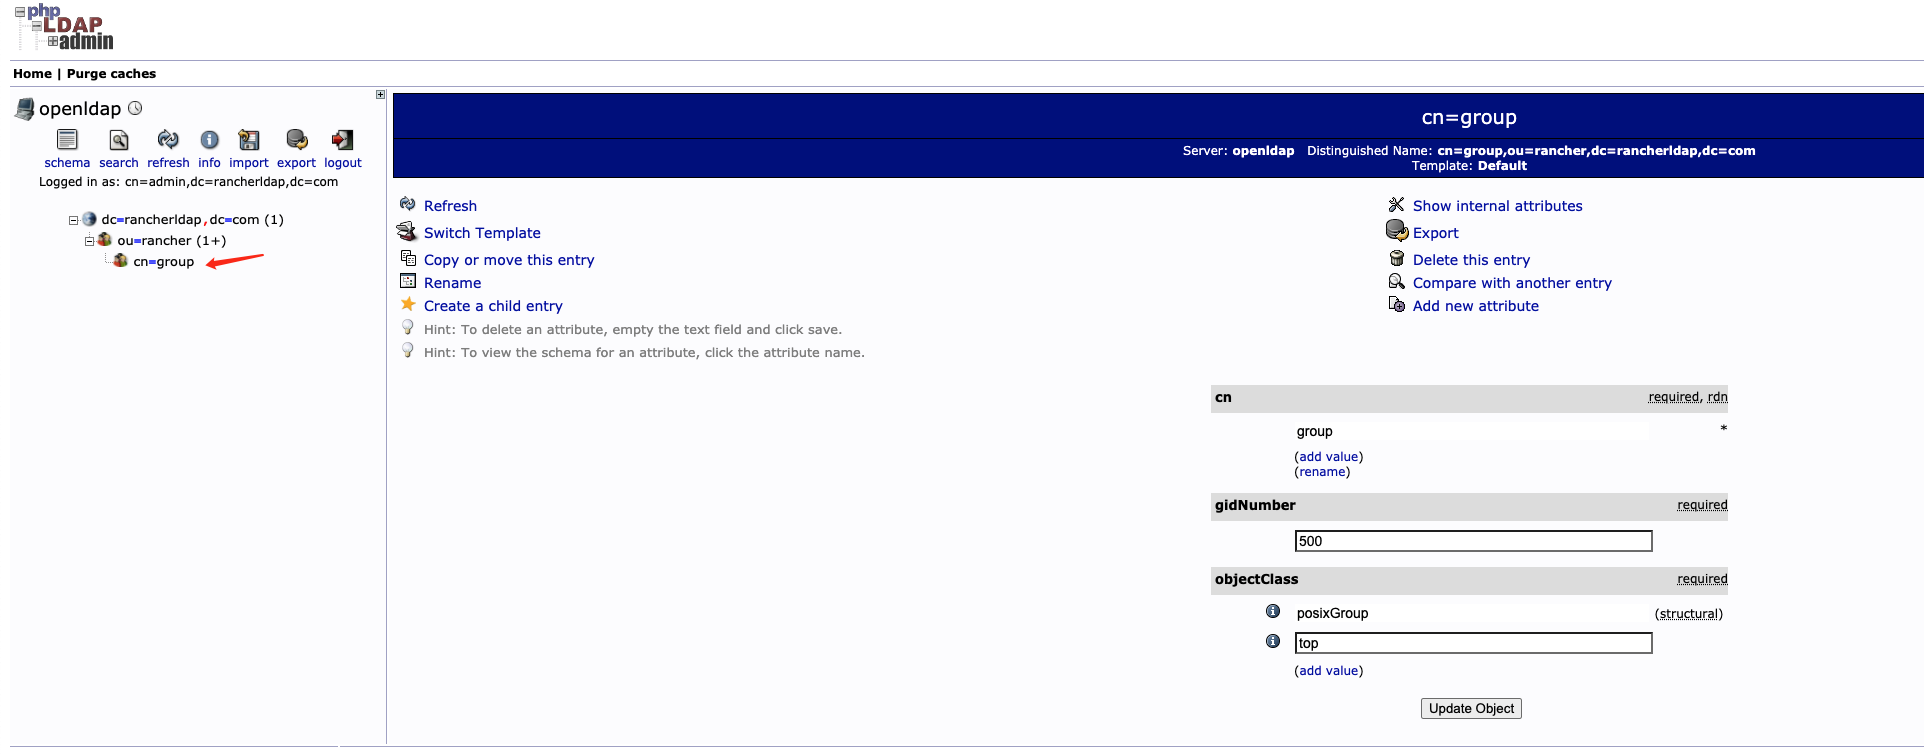 php
LDAP
admin
Home | Purge caches
openldap
schema search refresh info import export logout
Logged in as: cn=admin,dc=rancherldap,dc=com
dc=rancherldap,dc=com (1)
ou=rancher (1+)
cn=group
cn=group
Server: openldap Distinguished Name: cn=group,ou=rancher,dc=rancherldap,dc=com
Template: Default
Refresh
Switch Template
Copy or move this entry
Rename
Create a child entry
Hint: To delete an attribute, empty the text field and click save.
Hint: To view the schema for an attribute, click the attribute name.
Show internal attributes
Export
Delete this entry
Compare with another entry
Add new attribute
cn required, rdn
group *
(add value)
(rename)
gidNumber required
500
objectClass required
posixGroup (structural)
top
(add value)
Update Object